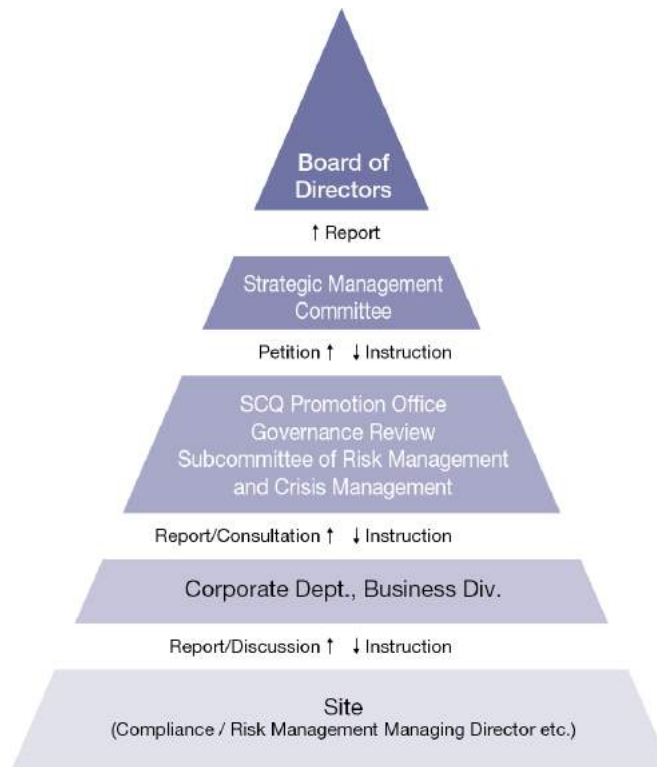 Board of
Directors
↑ Report
Strategic Management
Committee
Petition ↑ ↓ Instruction
SCQ Promotion Office
Governance Review
Subcommittee of Risk Management
and Crisis Management
Report/Consultation ↑ ↓ Instruction
Corporate Dept., Business Div.
Report/Discussion ↑ ↓ Instruction
Site
(Compliance / Risk Management Managing Director etc.)